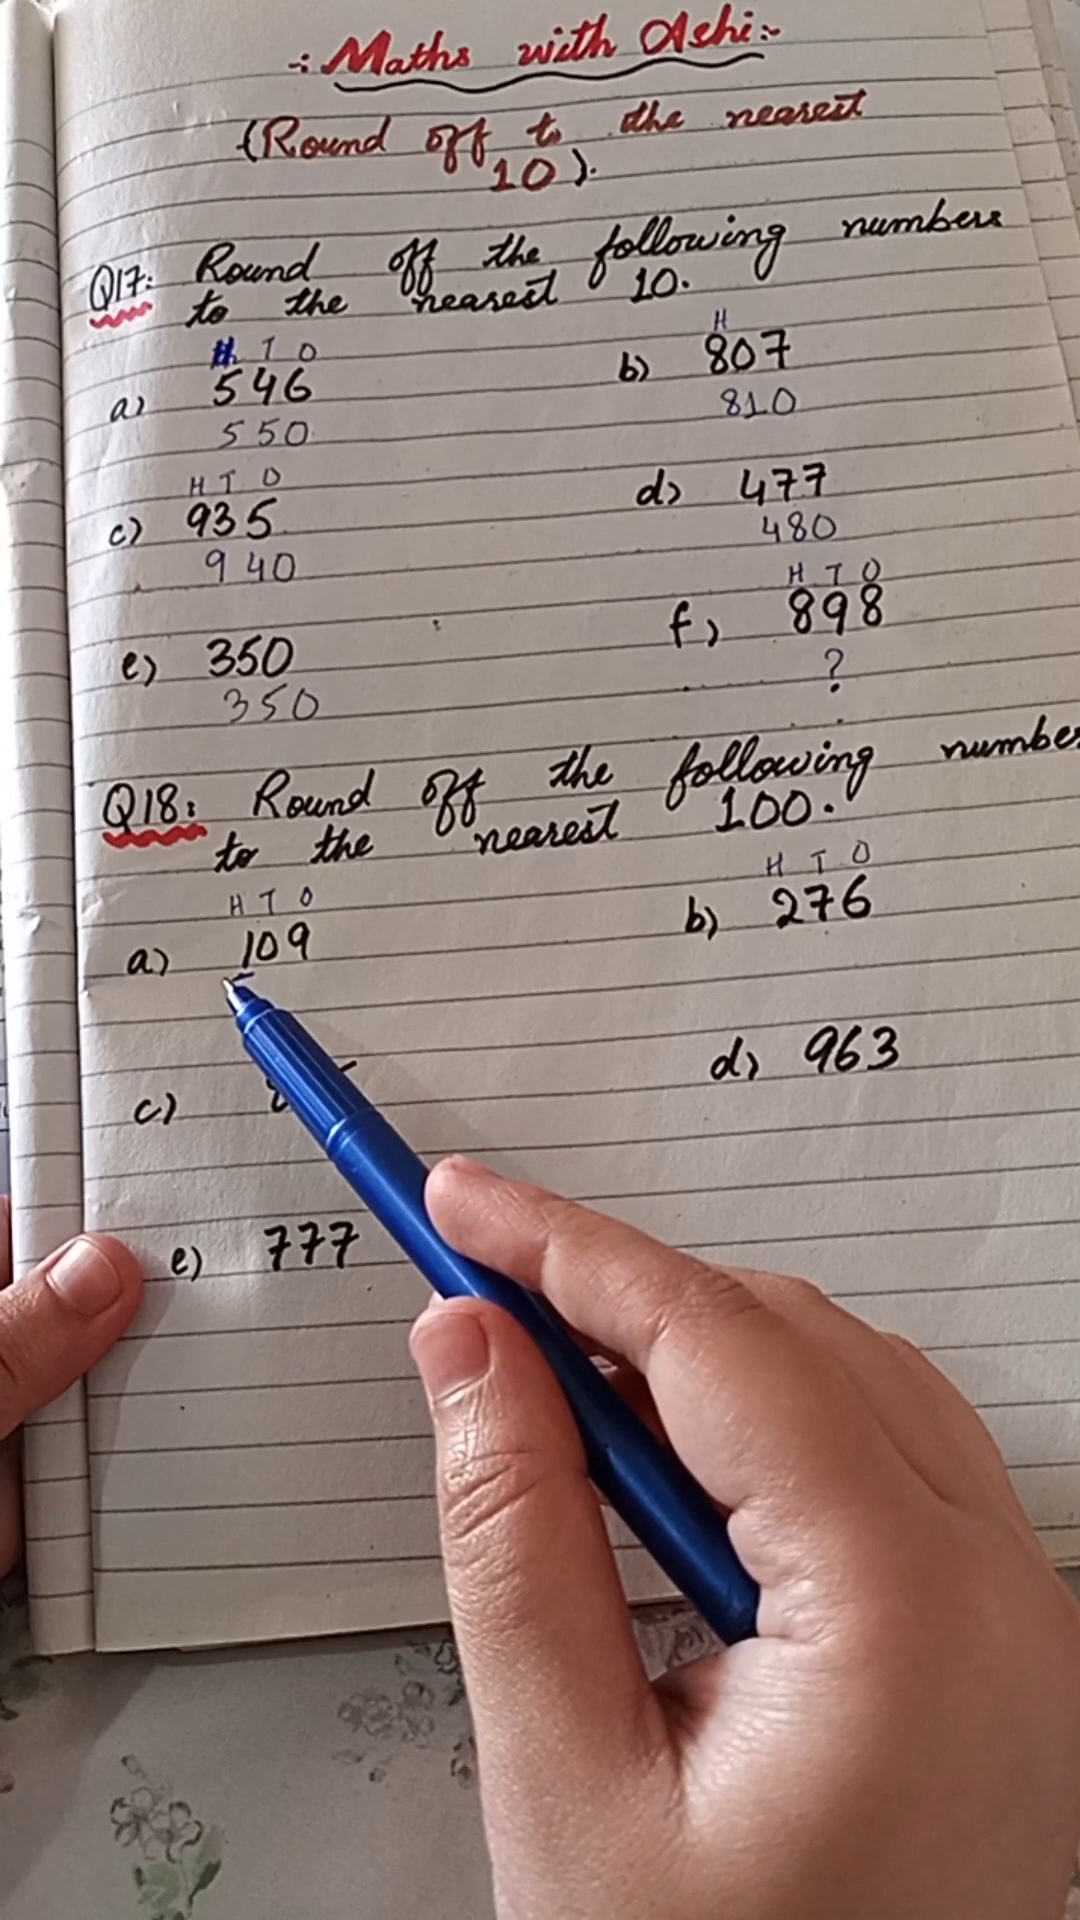 -: Maths with Ashi:-
(Round off to the nearest
10).
Q17: Round off the following numbers
to the nearest 10.
H T O
a) 546
550
H
b) 807
810
H T O
c) 935
940
d) 477
480
e) 350
350
H T O
f) 898
?
Q18: Round off the following number
to the nearest 100.
H T O
a) 109
H T O
b) 276
c)
d) 963
e) 777